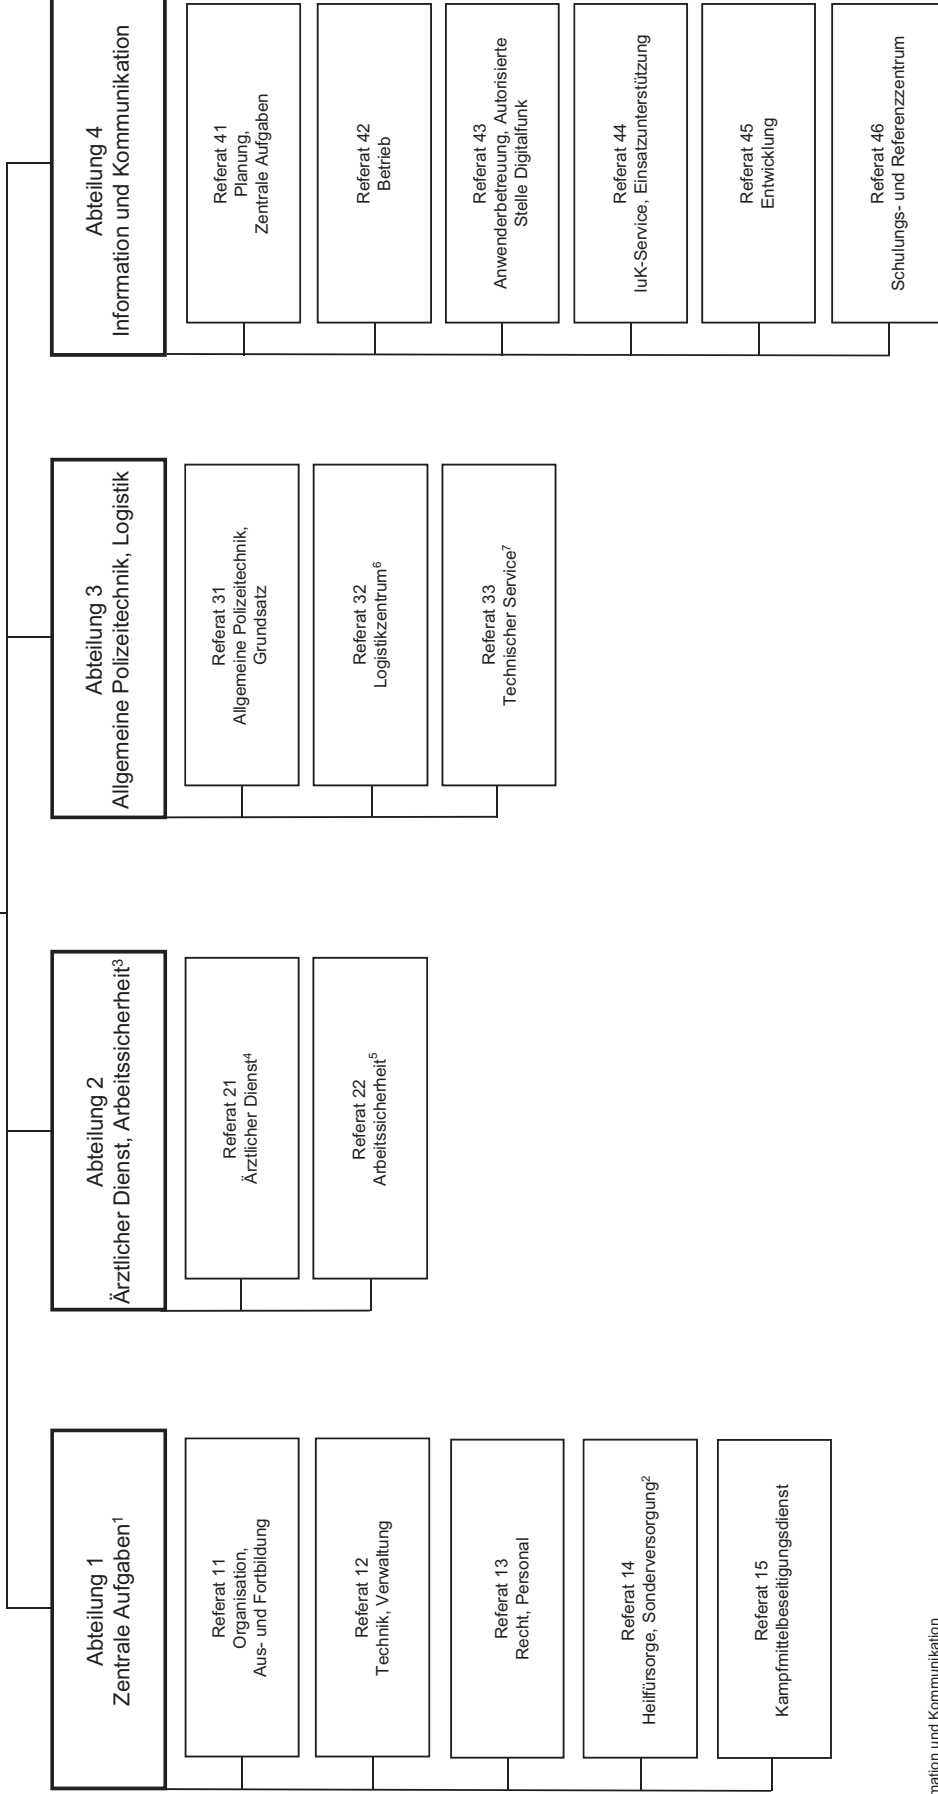 Abteilung 1
Zentrale Aufgaben¹
Referat 11
Organisation,
Aus- und Fortbildung
Referat 12
Technik, Verwaltung
Referat 13
Recht, Personal
Referat 14
Heilfürsorge, Sonderversorgung²
Referat 15
Kampfmittelbeseitigungsdienst
Abteilung 2
Ärztlicher Dienst, Arbeitssicherheit³
Referat 21
Ärztlicher Dienst⁴
Referat 22
Arbeitssicherheit⁵
Abteilung 3
Allgemeine Polizeitechnik, Logistik
Referat 31
Allgemeine Polizeitechnik,
Grundsatz
Referat 32
Logistikzentrum⁶
Referat 33
Technischer Service⁷
Abteilung 4
Information und Kommunikation
Referat 41
Planung,
Zentrale Aufgaben
Referat 42
Betrieb
Referat 43
Anwenderbetreuung, Autorisierte
Stelle Digitalfunk
Referat 44
IuK-Service, Einsatzunterstützung
Referat 45
Entwicklung
Referat 46
Schulungs- und Referenzzentrum
mation und Kommunikation